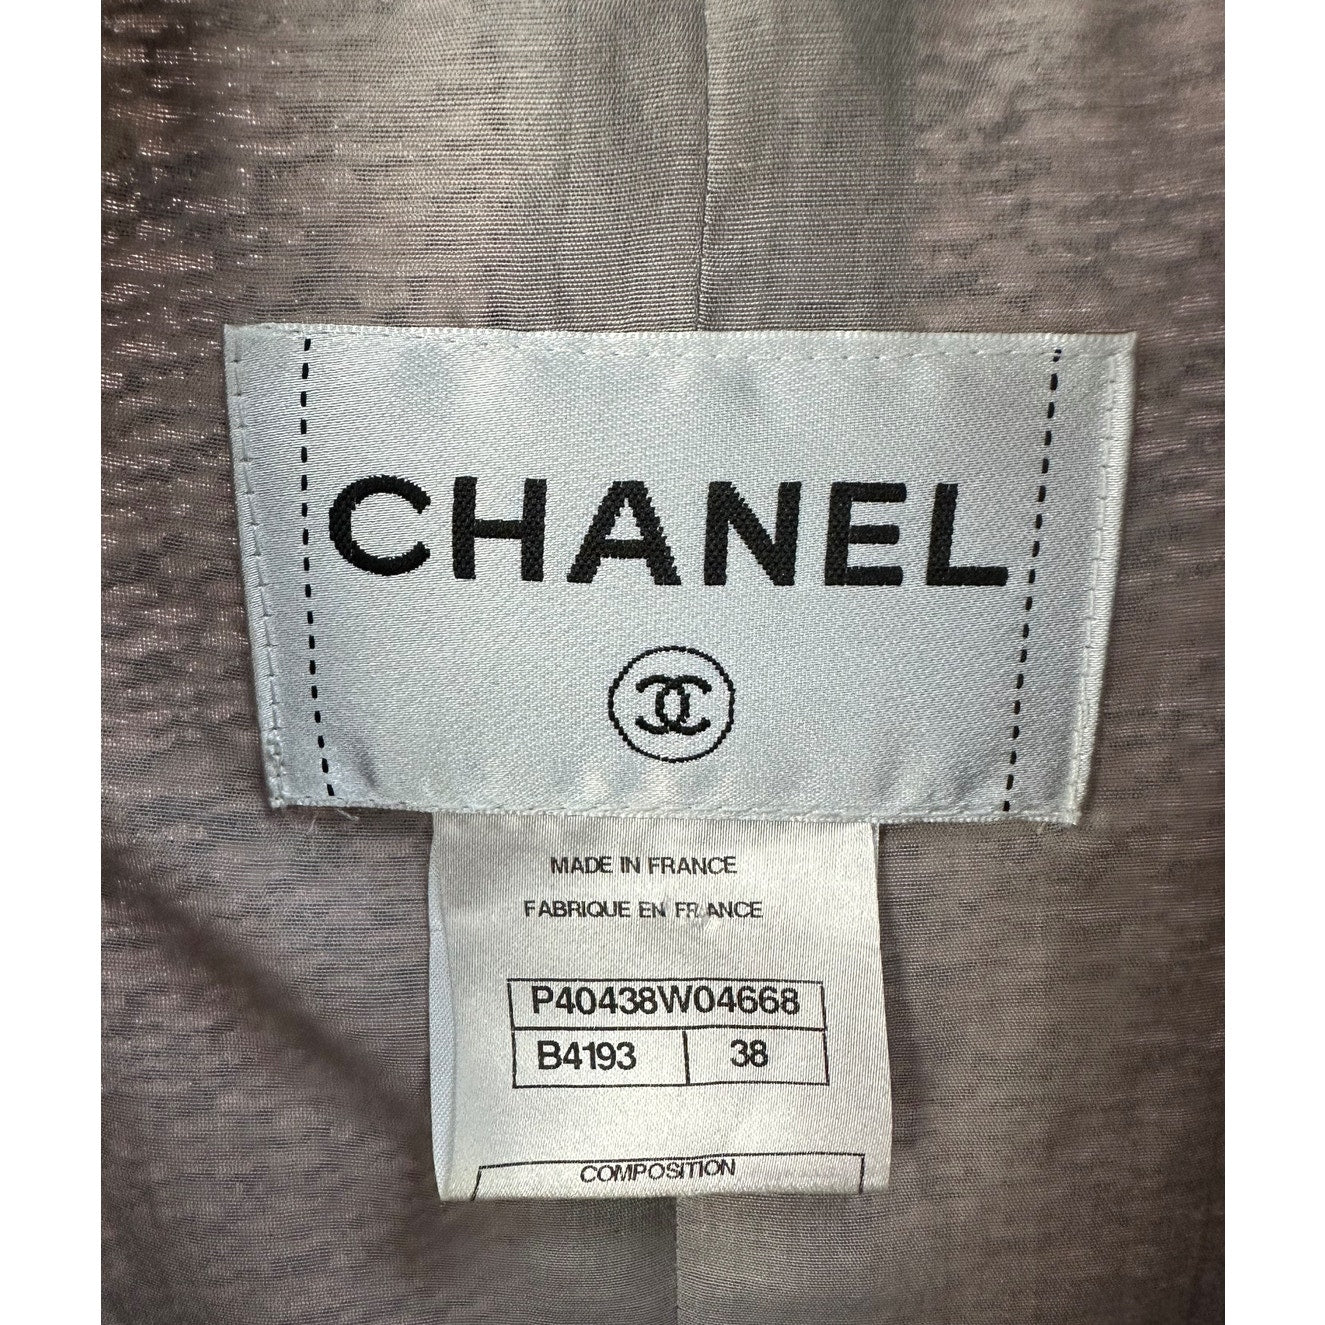 CHANEL
MADE IN FRANCE
FABRIQUE EN FRANCE
P40438W04668
B4193 38
COMPOSITION